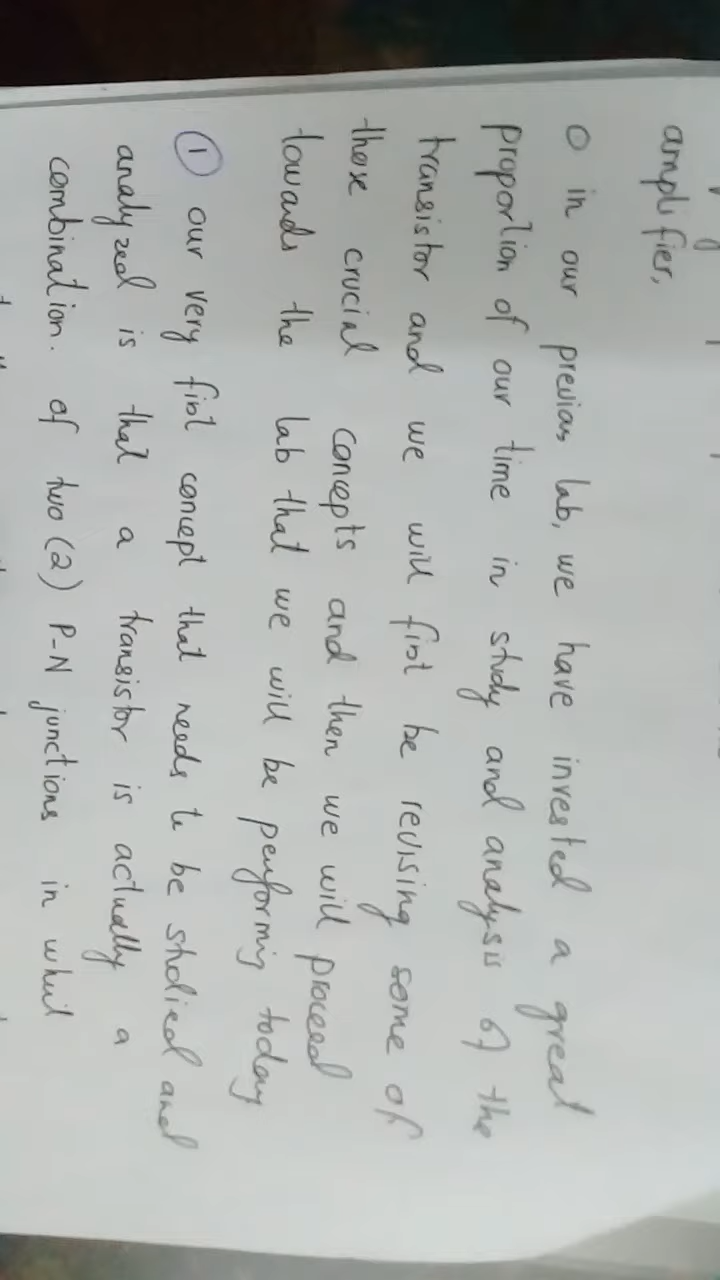 amplifier,
o in our previous lab, we have invested a great
proportion of our time in study and analysis of the
transistor and we will first be revising some of
these crucial concepts and then we will proceed
towards the lab that we will be performing today
① our very first concept that needs to be studied and
analyzed is that a transistor is actually a
combination. of two (2) P-N junctions in which